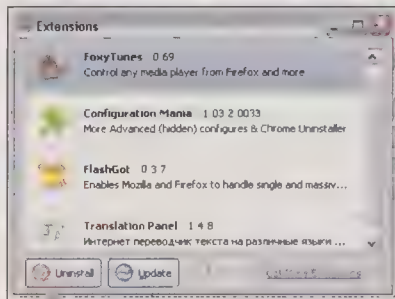 Extensions
FoxyTunes 0 69
Control any media player from Firefox and more
Configuration Mania 1 03 2 0033
More Advanced (hidden) configures & Chrome Uninstaller
FlashGot 0 3 7
Enables Mozilla and Firefox to handle single and massiv...
Translation Panel 1 4 8
Интернет переводчик текста на различные языки ...
Uninstall
Update